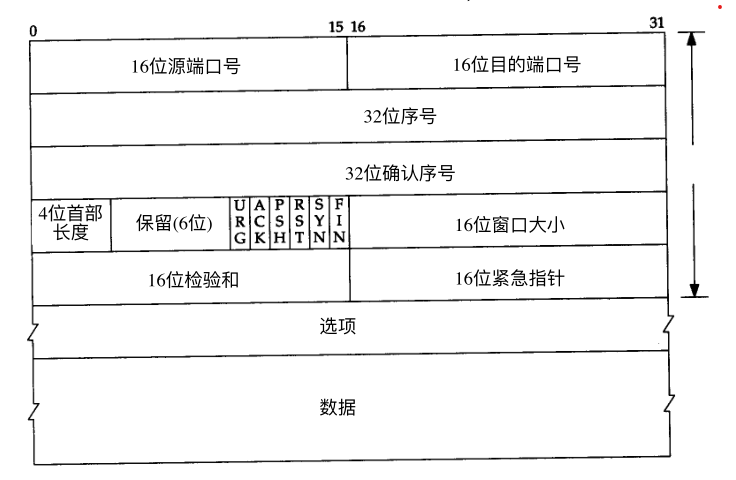 0 15 16 31
16位源端口号 16位目的端口号
32位序号
32位确认序号
4位首部
长度
保留(6位)
URG ACK PSH RST SYN FIN
16位窗口大小
16位检验和 16位紧急指针
选项
数据